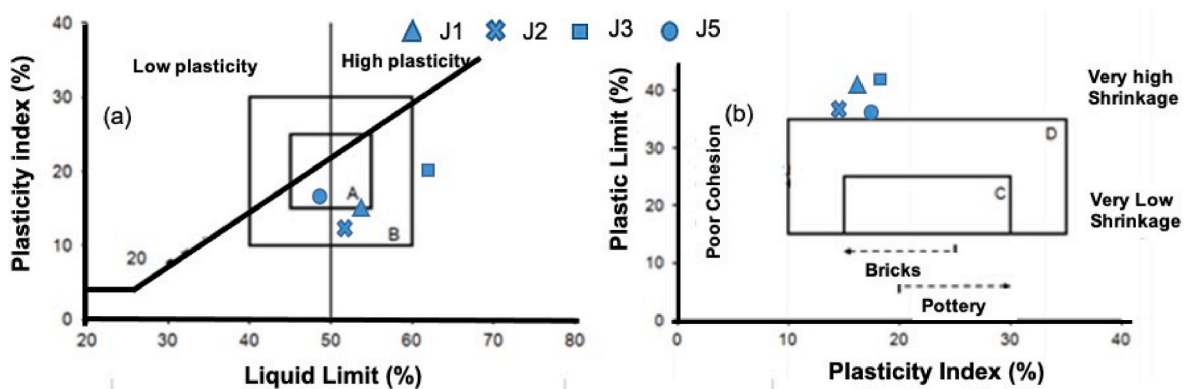 J1 J2 J3 J5
40
30
20
10
0
Plasticity index (%)
(a)
Low plasticity
High plasticity
A
B
20
20 30 40 50 60 70 80
Liquid Limit (%)
40
30
20
10
0
Plastic Limit (%)
(b)
Poor Cohesion
D
C
Very high
Shrinkage
Very Low
Shrinkage
Bricks
Pottery
0 10 20 30 40
Plasticity Index (%)